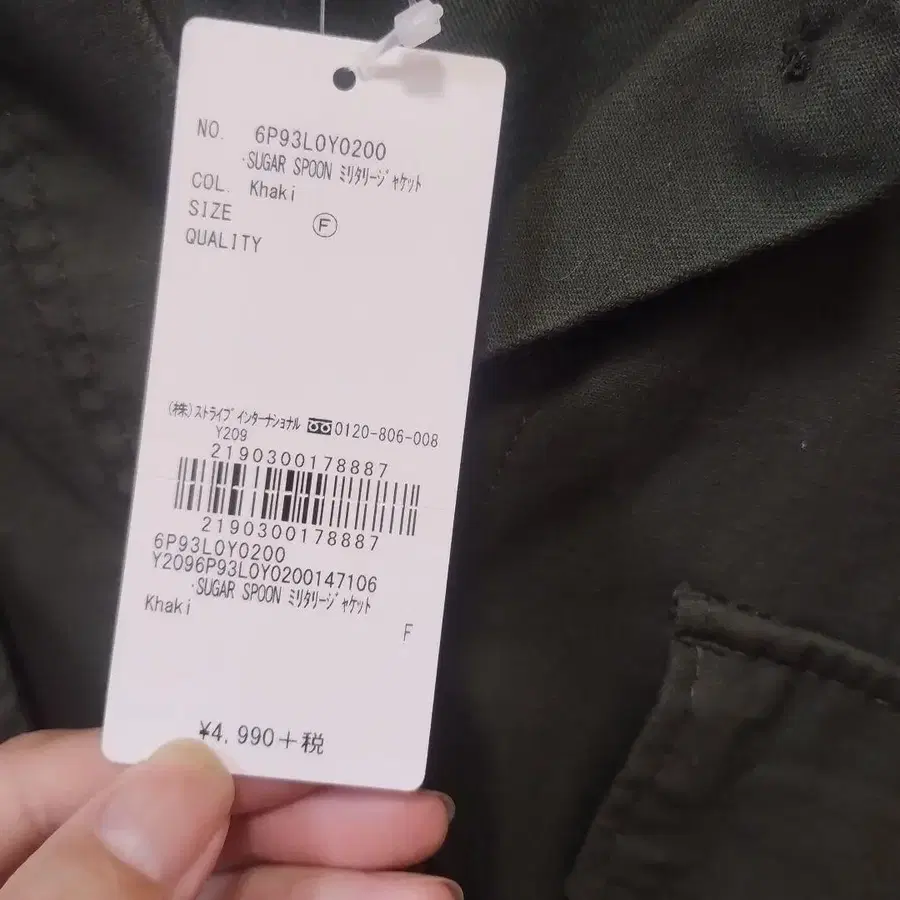 NO. 6P93L0Y0200
·SUGAR SPOON ミリタリージャケット
COL. Khaki
SIZE Ⓕ
QUALITY
(株)ストライプインターナショナル 0120-806-008
Y209
2190300178887
2190300178887
6P93L0Y0200
Y2096P93L0Y0200147106
·SUGAR SPOON ミリタリージャケット
Khaki
F
¥4,990+税